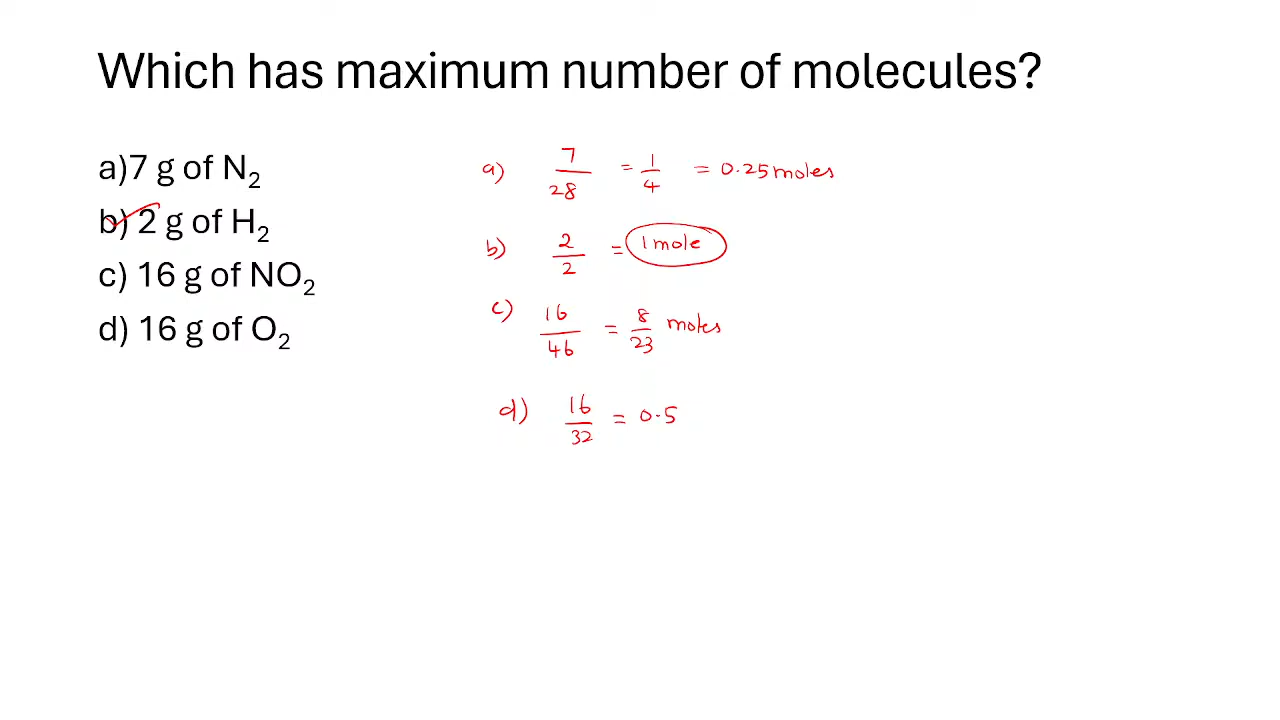 Which has maximum number of molecules?
a)7 g of N₂
b) 2 g of H₂
c) 16 g of NO₂
d) 16 g of O₂
a) 7/28 = 1/4 = 0.25 moles
b) 2/2 = 1 mole
c) 16/46 = 8/23 moles
d) 16/32 = 0.5